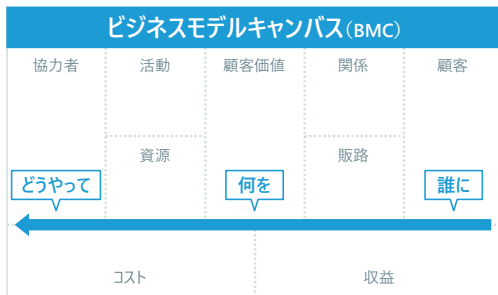 ビジネスモデルキャンバス(BMC)
協力者 活動 顧客価値 関係 顧客
資源 販路
どうやって 何を 誰に
コスト 収益